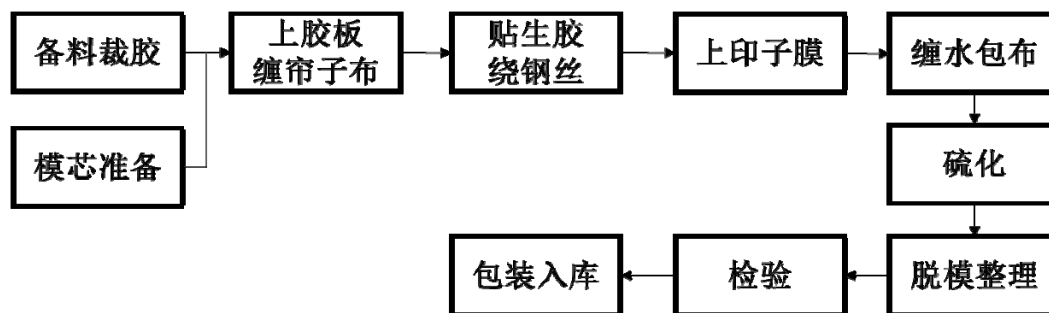 备料裁胶
上胶板
缠帘子布
贴生胶
绕钢丝
上印子膜
缠水包布
模芯准备
硫化
包装入库
检验
脱模整理